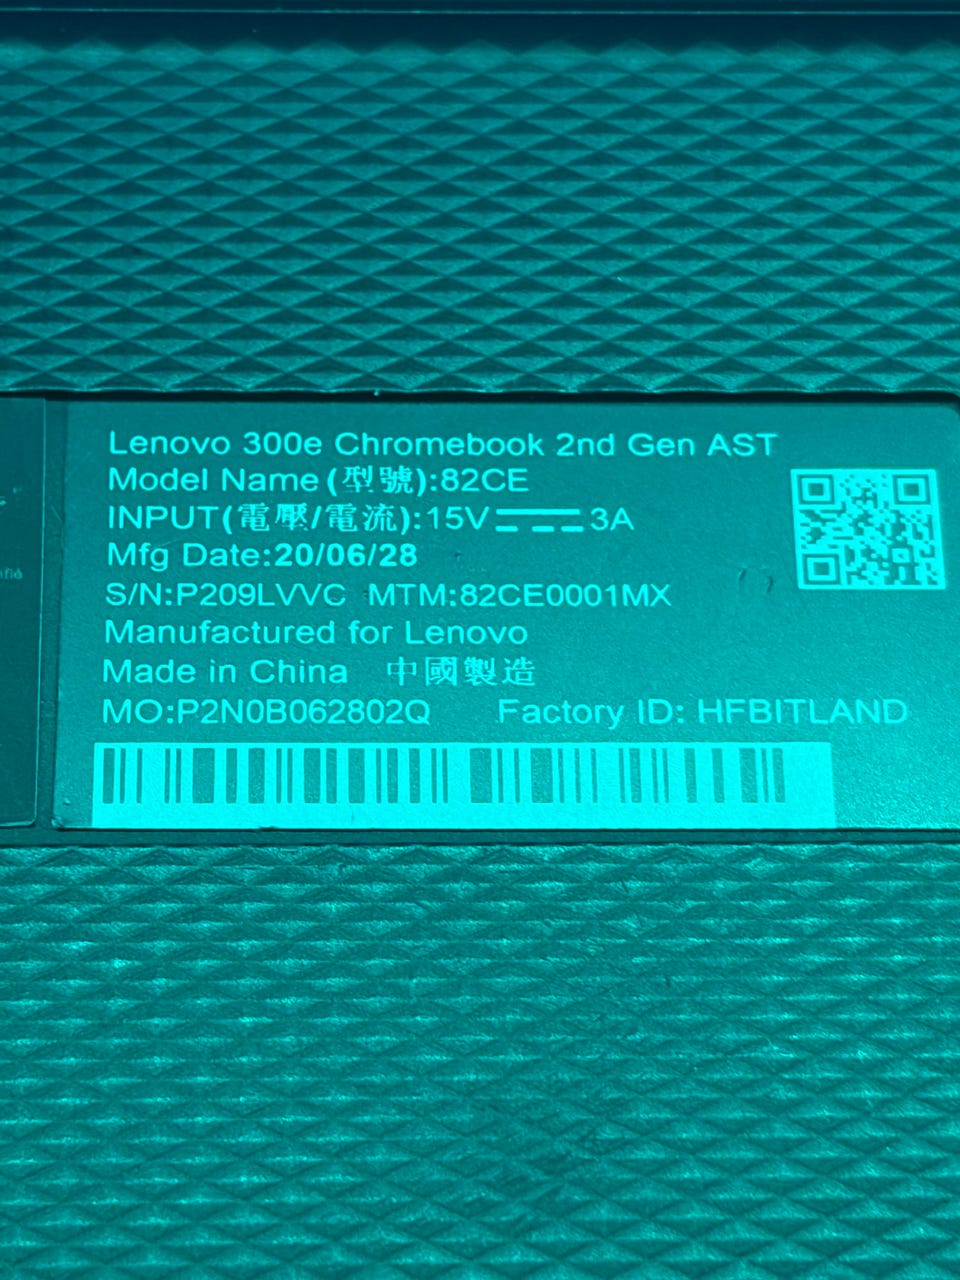 Lenovo 300e Chromebook 2nd Gen AST
Model Name (型號):82CE
INPUT(電壓/電流):15V⎓3A
Mfg Date:20/06/28
S/N:P209LVVC MTM:82CE0001MX
Manufactured for Lenovo
Made in China 中國製造
MO:P2N0B062802Q Factory ID: HFBITLAND